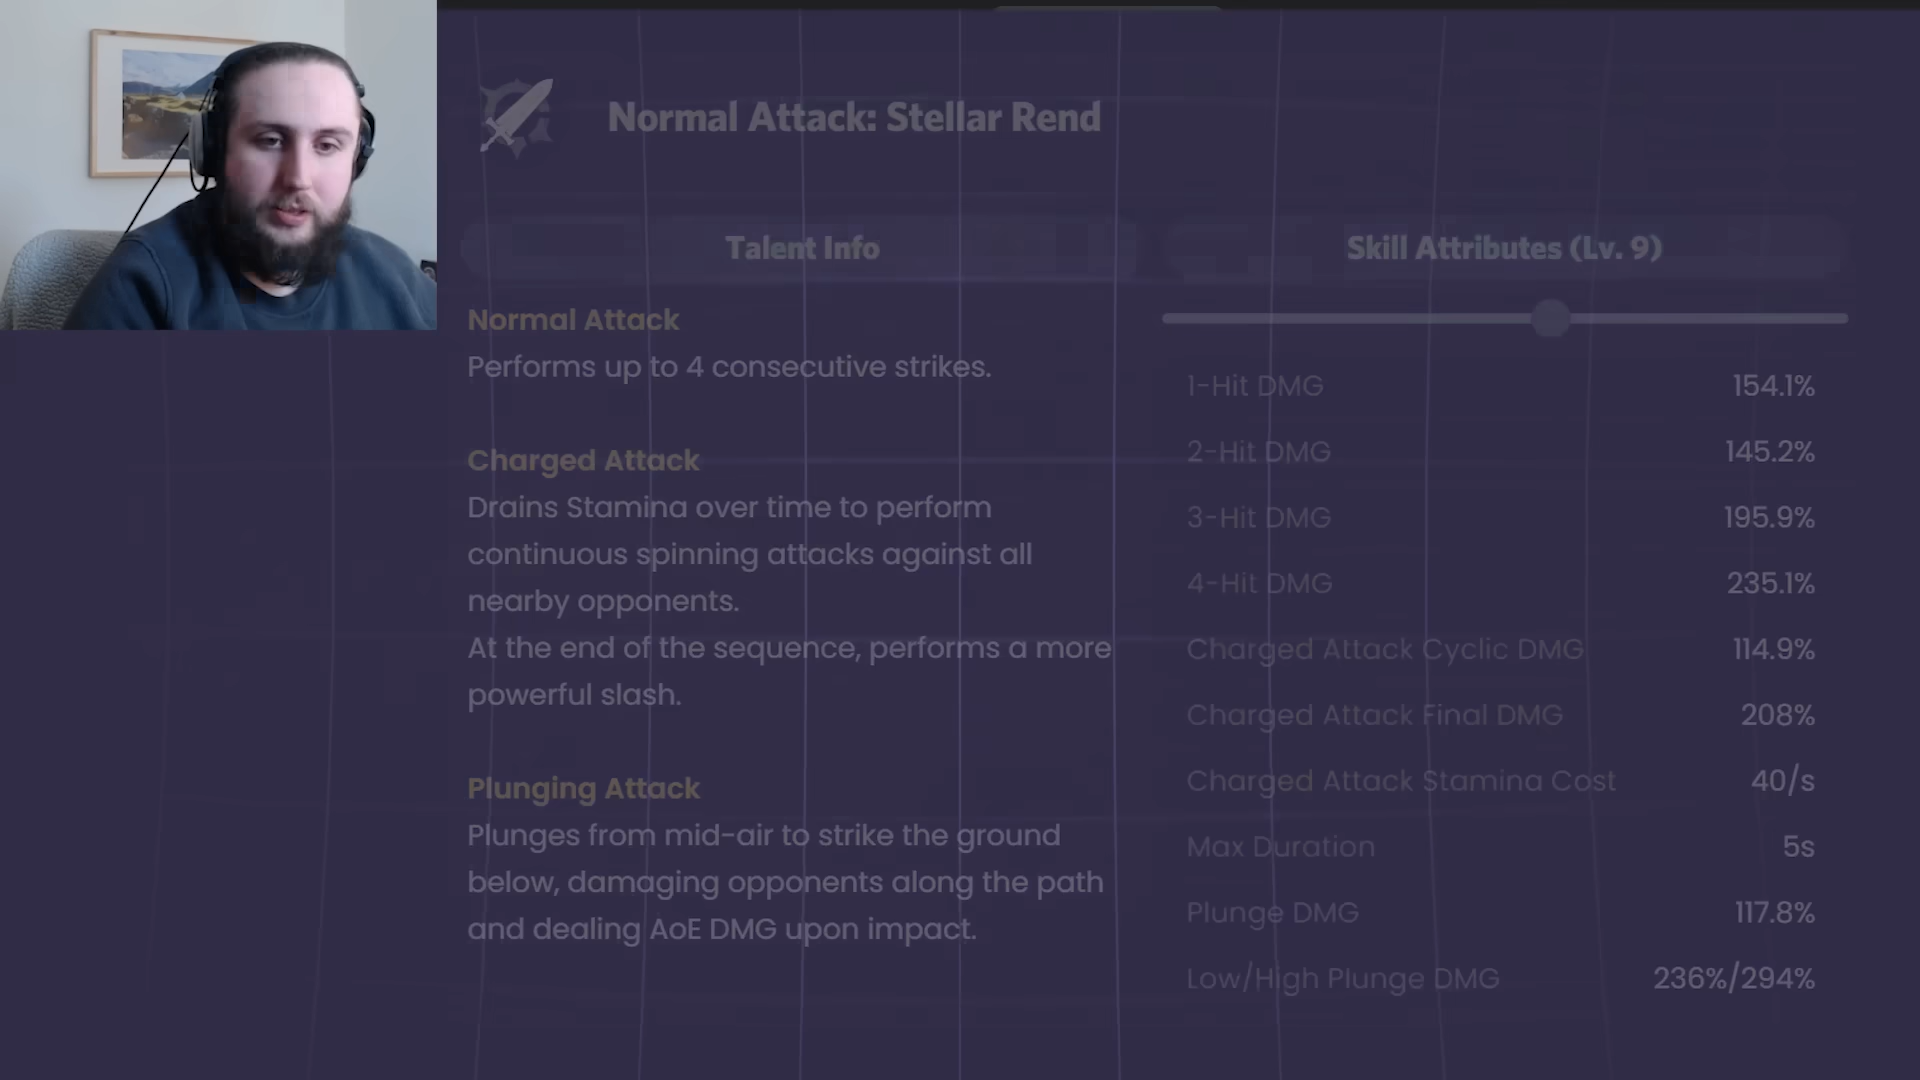 Normal Attack: Stellar Rend
Talent Info
Normal Attack
Performs up to 4 consecutive strikes.
Charged Attack
Drains Stamina over time to perform
continuous spinning attacks against all
nearby opponents.
At the end of the sequence, performs a more
powerful slash.
Plunging Attack
Plunges from mid-air to strike the ground
below, damaging opponents along the path
and dealing AoE DMG upon impact.
Skill Attributes (Lv. 9)
1-Hit DMG 154.1%
2-Hit DMG 145.2%
3-Hit DMG 195.9%
4-Hit DMG 235.1%
Charged Attack Cyclic DMG 114.9%
Charged Attack Final DMG 208%
Charged Attack Stamina Cost 40/s
Max Duration 5s
Plunge DMG 117.8%
Low/High Plunge DMG 236%/294%